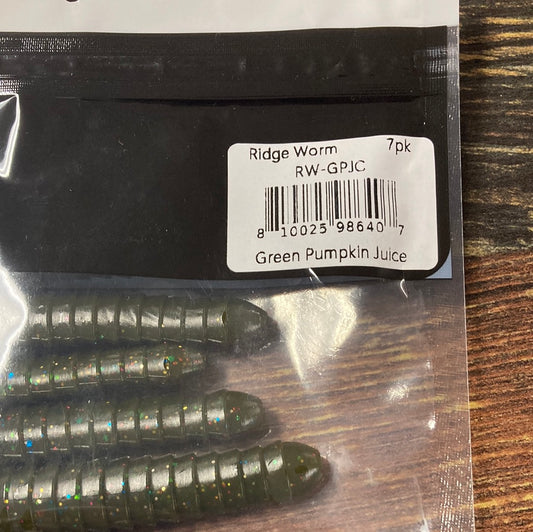 Ridge Worm 7pk
RW-GPJC
8 10025 98640 7
Green Pumpkin Juice